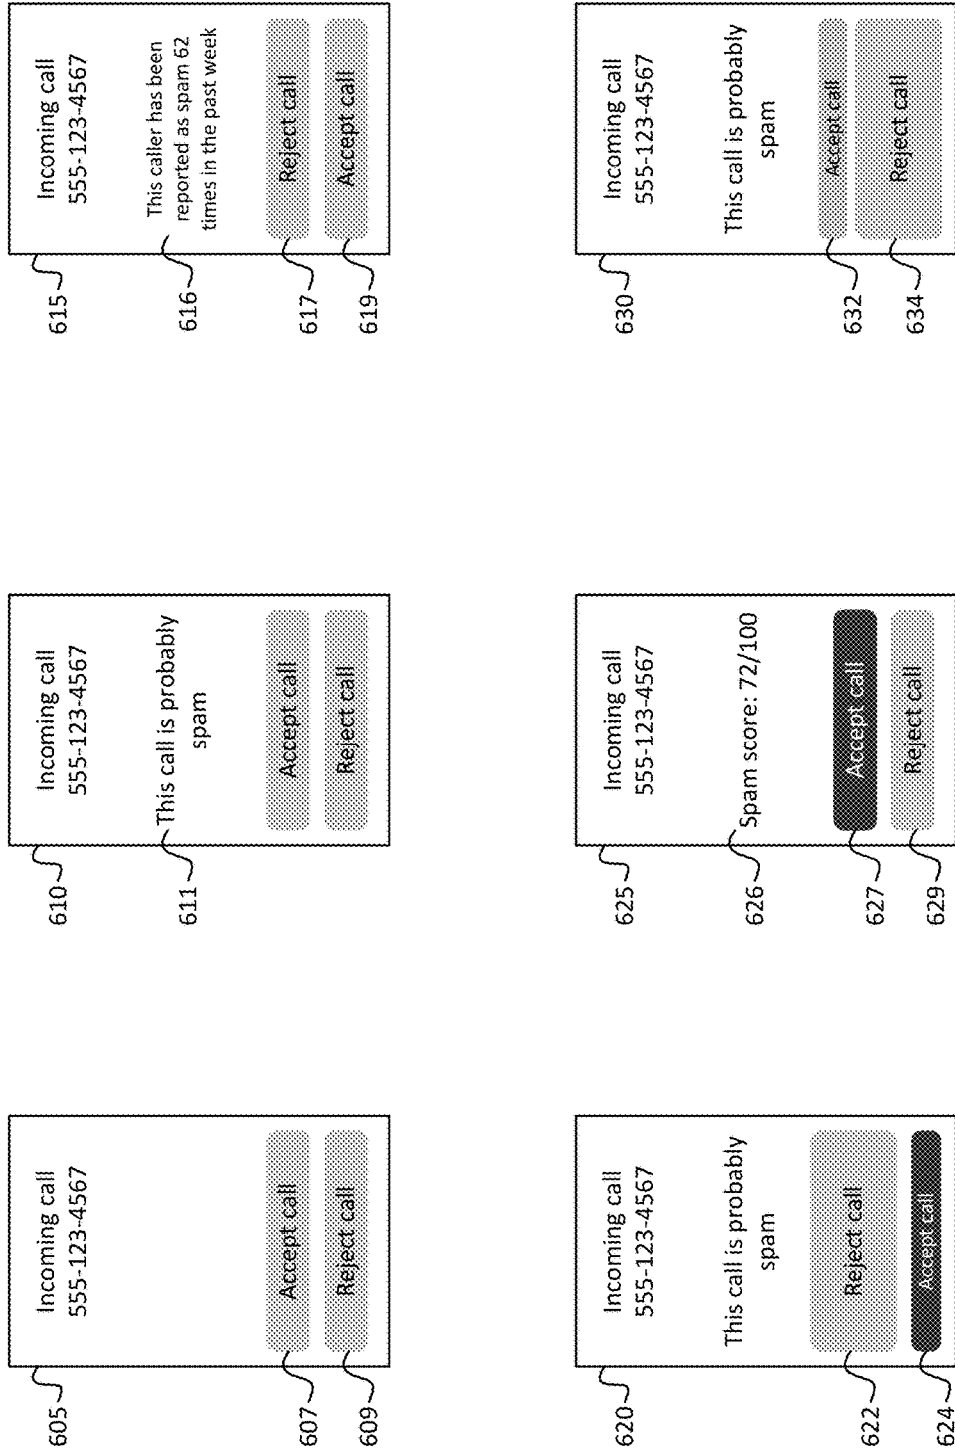 Incoming call
555-123-4567
Accept call
Reject call
605
607
609
Incoming call
555-123-4567
This call is probably
spam
Accept call
Reject call
610
611
Incoming call
555-123-4567
This caller has been
reported as spam 62
times in the past week
Reject call
Accept call
615
616
617
619
Incoming call
555-123-4567
This call is probably
spam
Reject call
Accept call
620
622
624
Incoming call
555-123-4567
Spam score: 72/100
Accept call
Reject call
625
626
627
629
Incoming call
555-123-4567
This call is probably
spam
Accept call
Reject call
630
632
634